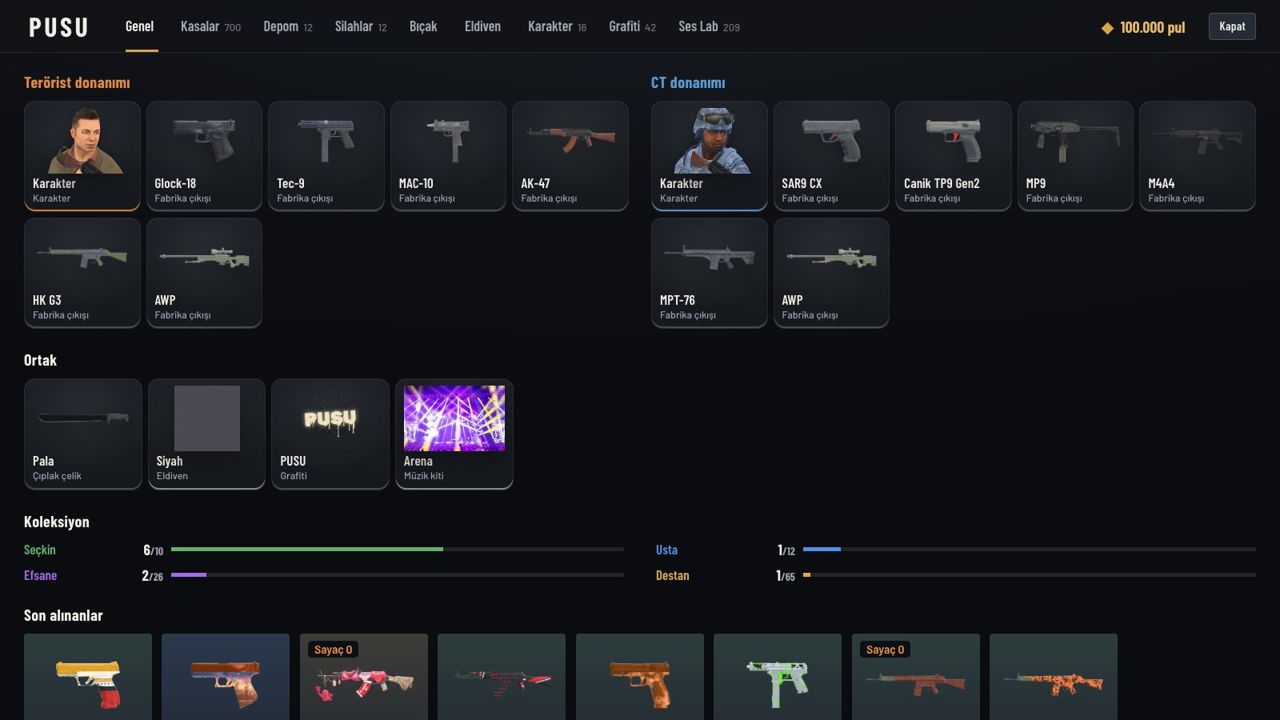 PUSU
Genel
Kasalar 700
Depom 12
Silahlar 12
Bıçak
Eldiven
Karakter 16
Grafiti 42
Ses Lab 209
100.000 pul
Kapat
Terörist donanımı
Karakter
Karakter
Glock-18
Fabrika çıkışı
Tec-9
Fabrika çıkışı
MAC-10
Fabrika çıkışı
AK-47
Fabrika çıkışı
HK G3
Fabrika çıkışı
AWP
Fabrika çıkışı
CT donanımı
Karakter
Karakter
SAR9 CX
Fabrika çıkışı
Canik TP9 Gen2
Fabrika çıkışı
MP9
Fabrika çıkışı
M4A4
Fabrika çıkışı
MPT-76
Fabrika çıkışı
AWP
Fabrika çıkışı
Ortak
Pala
Çıplak çelik
Siyah
Eldiven
PUSU
PUSU
Grafiti
Arena
Müzik kiti
Koleksiyon
Seçkin 6/10
Usta 1/12
Efsane 2/26
Destan 1/65
Son alınanlar
Sayaç 0
Sayaç 0